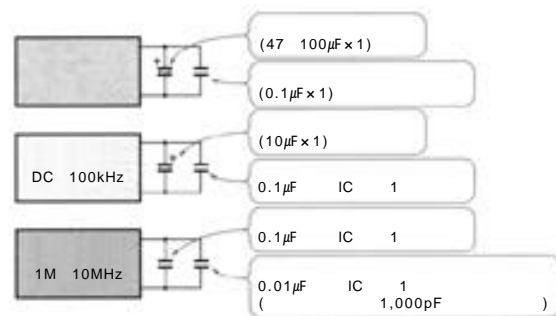 (47 100μF×1)
(0.1μF×1)
(10μF×1)
DC 100kHz
0.1μF IC 1
0.1μF IC 1
1M 10MHz
0.01μF IC 1
( 1,000pF )